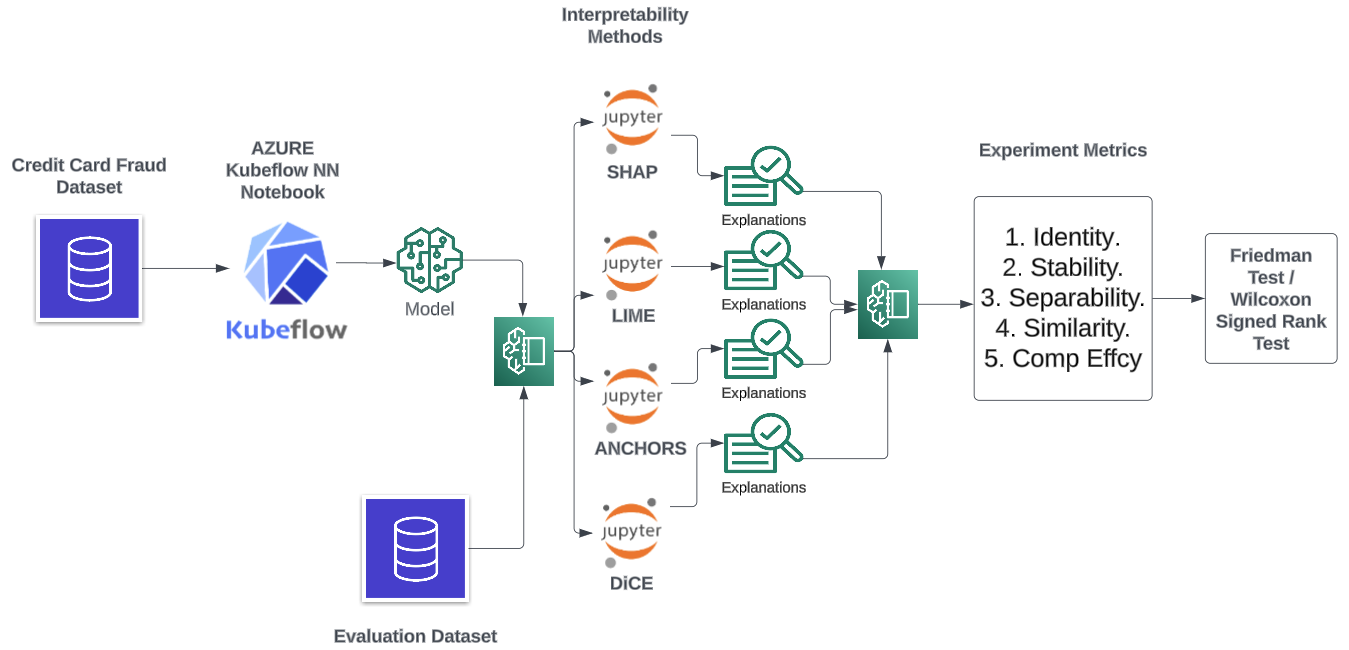 Interpretability
Methods
jupyter
SHAP
AZURE
Kubeflow NN
Notebook
Credit Card Fraud
Dataset
Experiment Metrics
Explanations
Kubeflow
Model
jupyter
LIME
Explanations
1. Identity.
2. Stability.
3. Separability.
4. Similarity.
5. Comp Effcy
Friedman
Test /
Wilcoxon
Signed Rank
Test
jupyter
ANCHORS
Explanations
Explanations
jupyter
DiCE
Evaluation Dataset